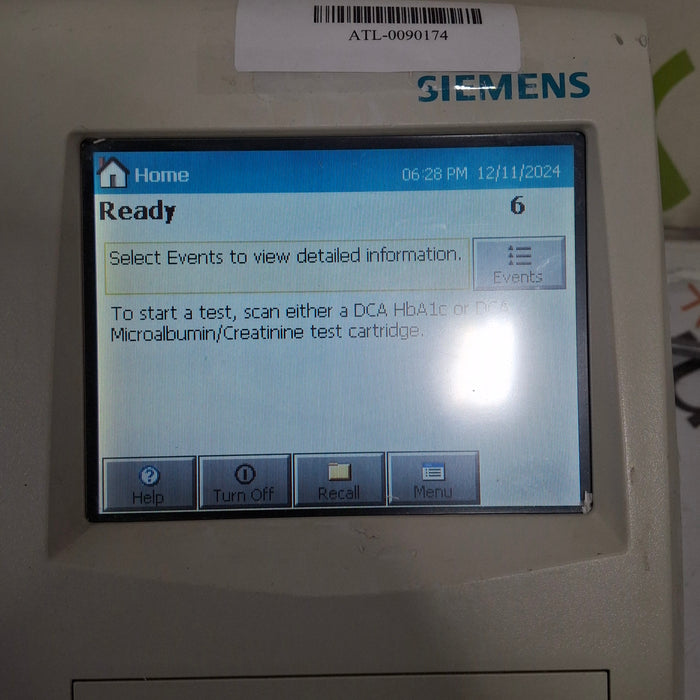 ATL-0090174
SIEMENS
Home 06:28 PM 12/11/2024
Ready 6
Select Events to view detailed information. Events
To start a test, scan either a DCA HbA1c or DCA
Microalbumin/Creatinine test cartridge.
Help Turn Off Recall Menu